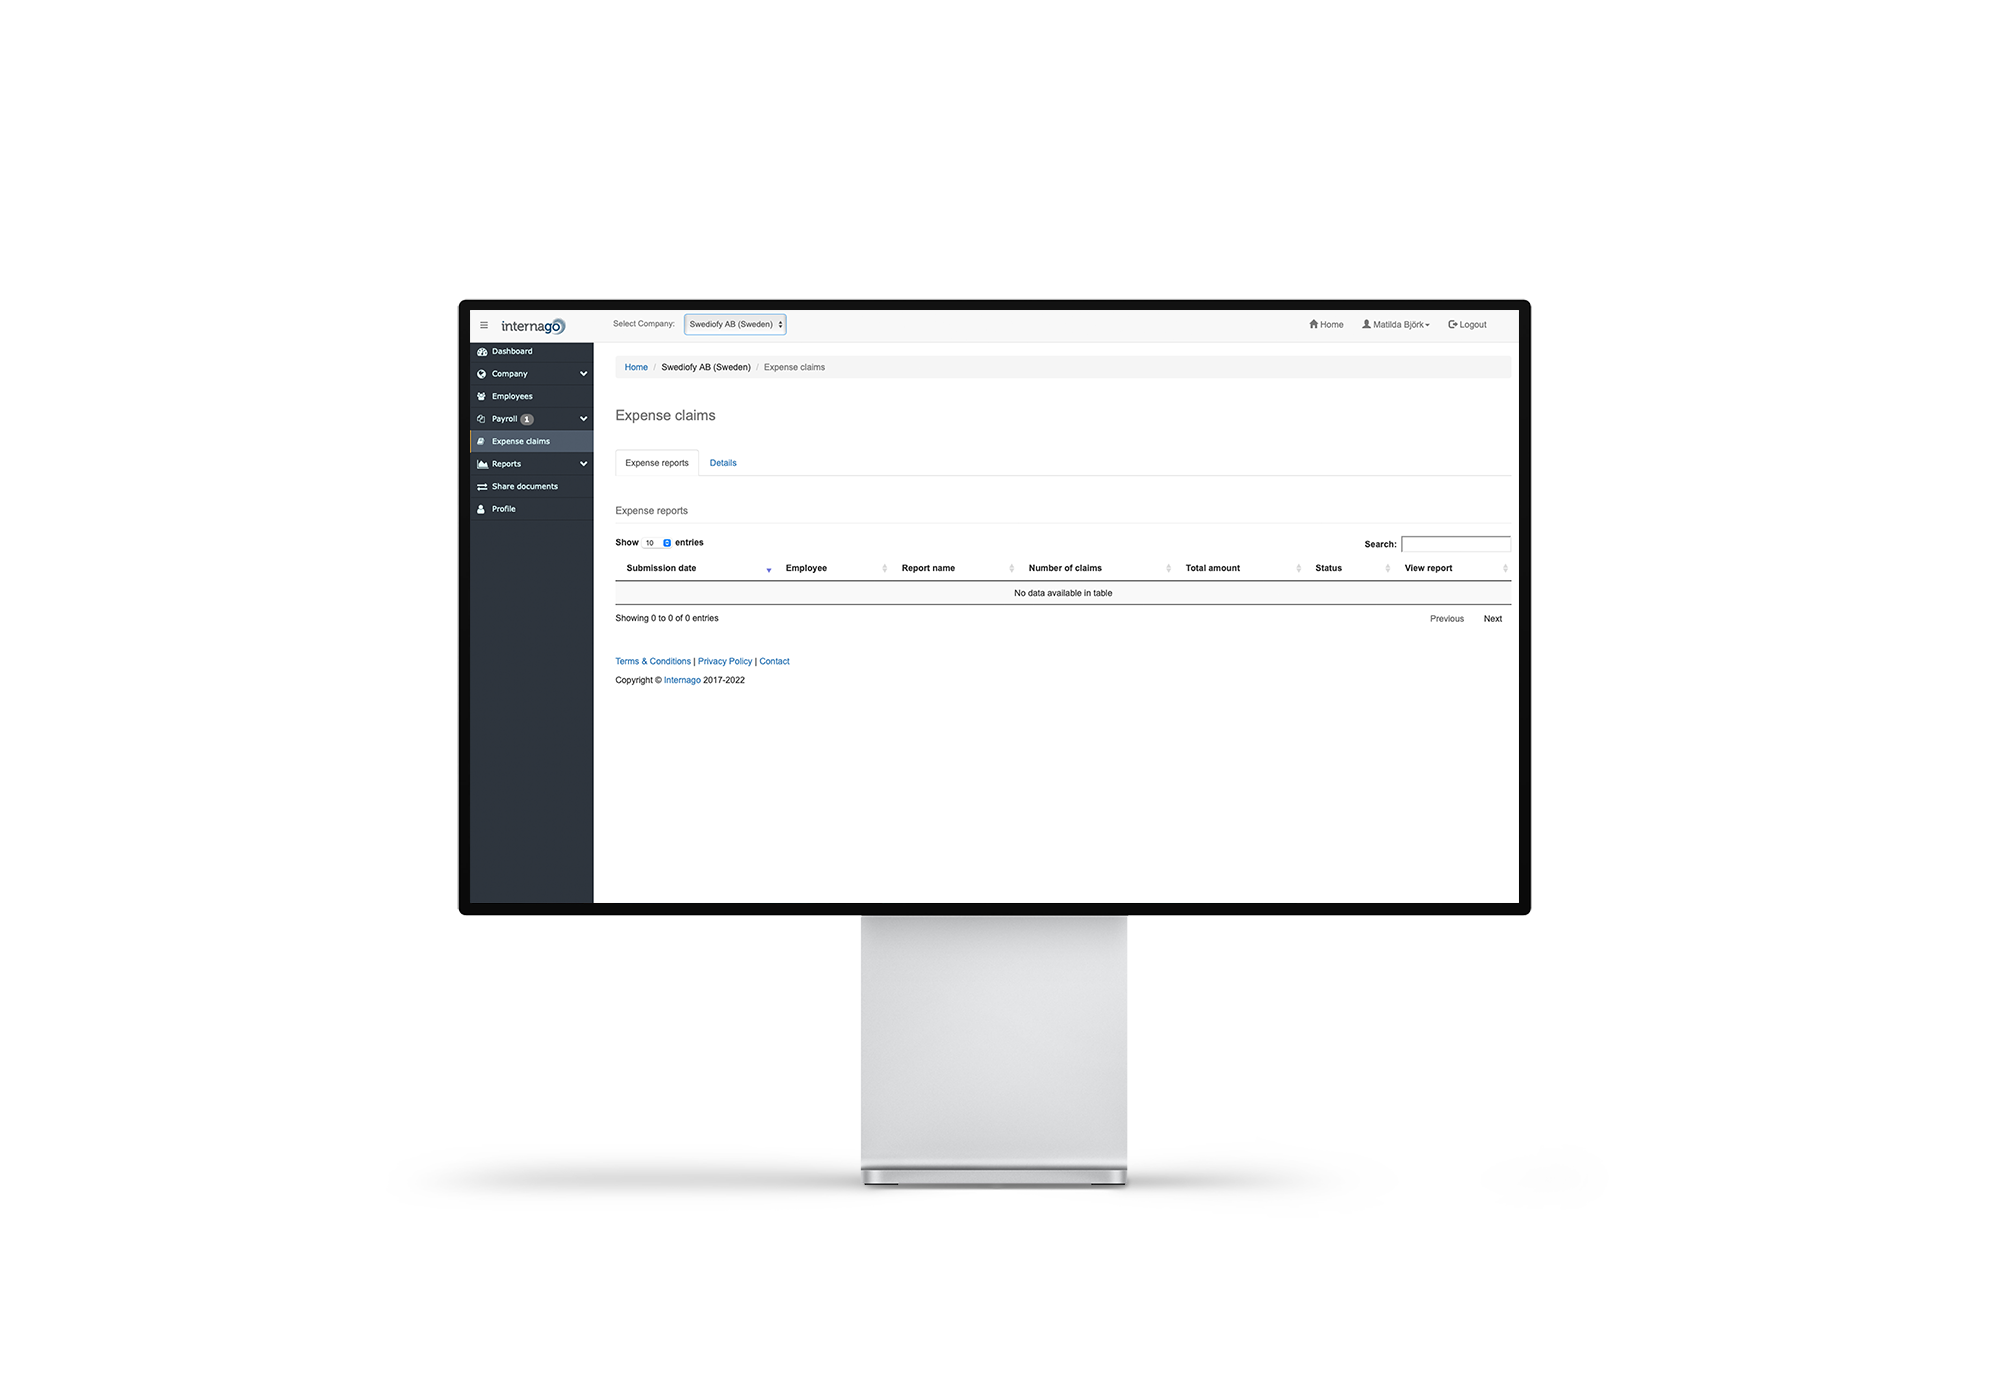 internago
Select Company: Swediofy AB (Sweden)
Home Matilda Björk Logout
Dashboard
Company
Employees
Payroll 1
Expense claims
Reports
Share documents
Profile
Home / Swediofy AB (Sweden) / Expense claims
Expense claims
Expense reports Details
Expense reports
Show 10 entries
Search:
Submission date Employee Report name Number of claims Total amount Status View report
No data available in table
Showing 0 to 0 of 0 entries
Previous Next
Terms & Conditions | Privacy Policy | Contact
Copyright © Internago 2017-2022